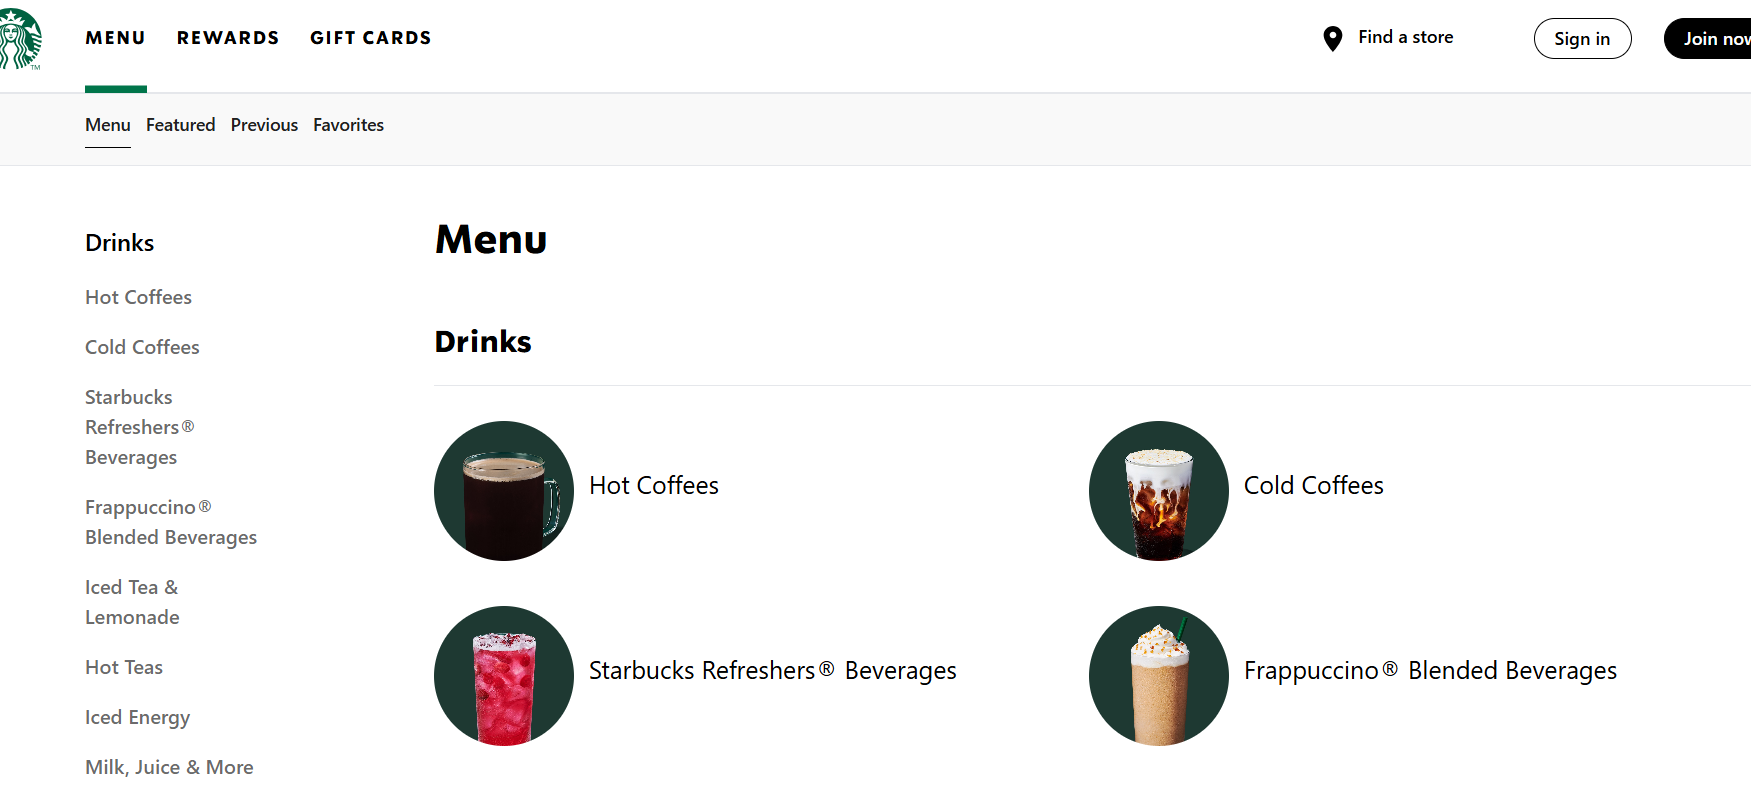 MENU REWARDS GIFT CARDS Find a store Sign in Join now
TM
Menu Featured Previous Favorites
Drinks
Hot Coffees
Cold Coffees
Starbucks
Refreshers®
Beverages
Frappuccino®
Blended Beverages
Iced Tea &
Lemonade
Hot Teas
Iced Energy
Milk, Juice & More
Menu
Drinks
Hot Coffees
Cold Coffees
Starbucks Refreshers® Beverages
Frappuccino® Blended Beverages